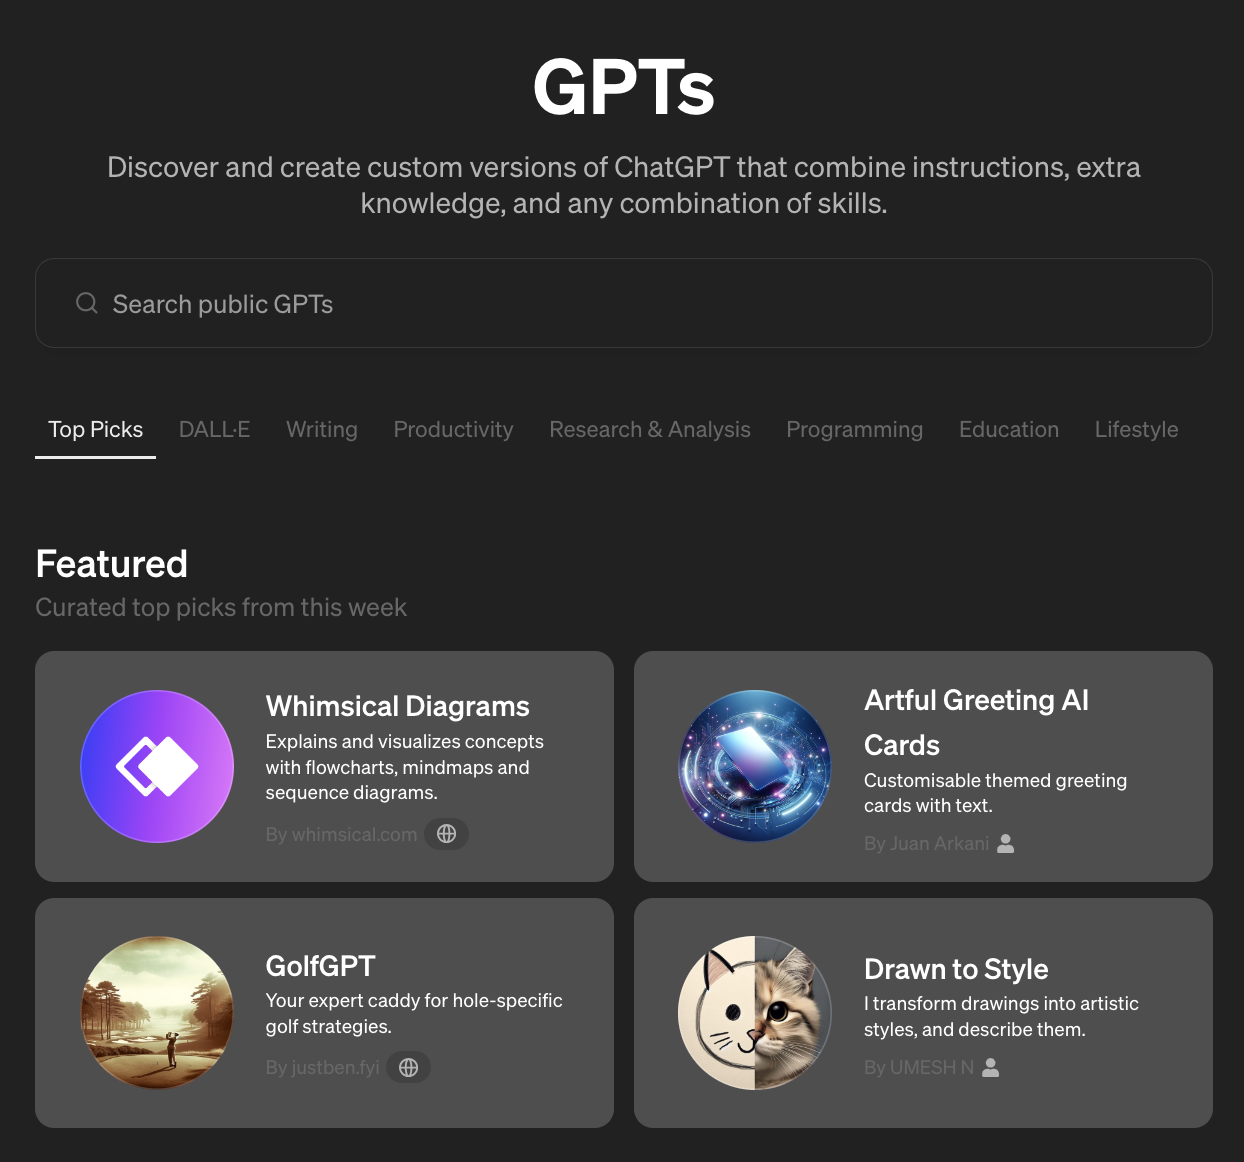 GPTs
Discover and create custom versions of ChatGPT that combine instructions, extra
knowledge, and any combination of skills.
Search public GPTs
Top Picks DALL·E Writing Productivity Research & Analysis Programming Education Lifestyle
Featured
Curated top picks from this week
Whimsical Diagrams
Explains and visualizes concepts
with flowcharts, mindmaps and
sequence diagrams.
By whimsical.com
Artful Greeting AI
Cards
Customisable themed greeting
cards with text.
By Juan Arkani
GolfGPT
Your expert caddy for hole-specific
golf strategies.
By justben.fyi
Drawn to Style
I transform drawings into artistic
styles, and describe them.
By UMESH N